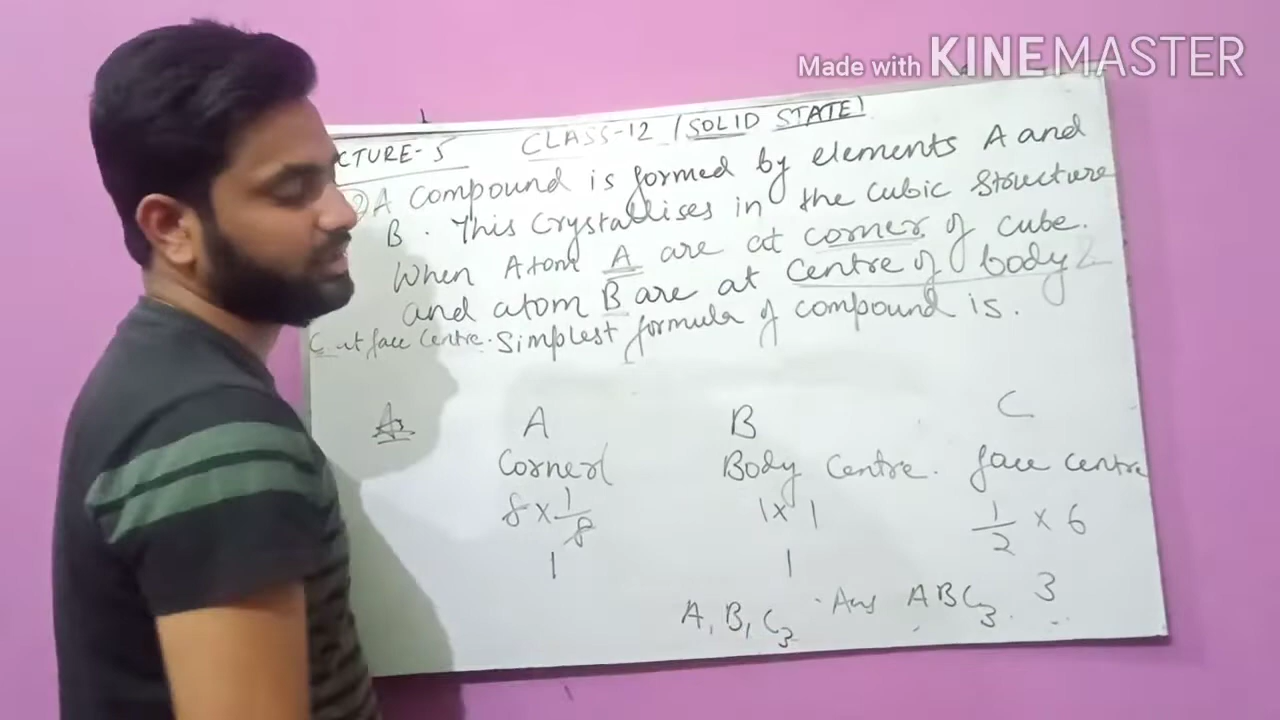 Made with KINEMASTER
CTURE-5 CLASS-12 / SOLID STATE
A Compound is formed by elements A and
B. This Crystallises in the Cubic Structure
When Atom A are at corner of cube.
and atom B are at Centre of body &
C at face Centre. Simplest formula of compound is.
Ans A B C
Corner Body Centre. face centre
8 × 1/8 1 × 1 1/2 × 6
1 1 3
A₁ B₁ C₃ Ans ABC₃.